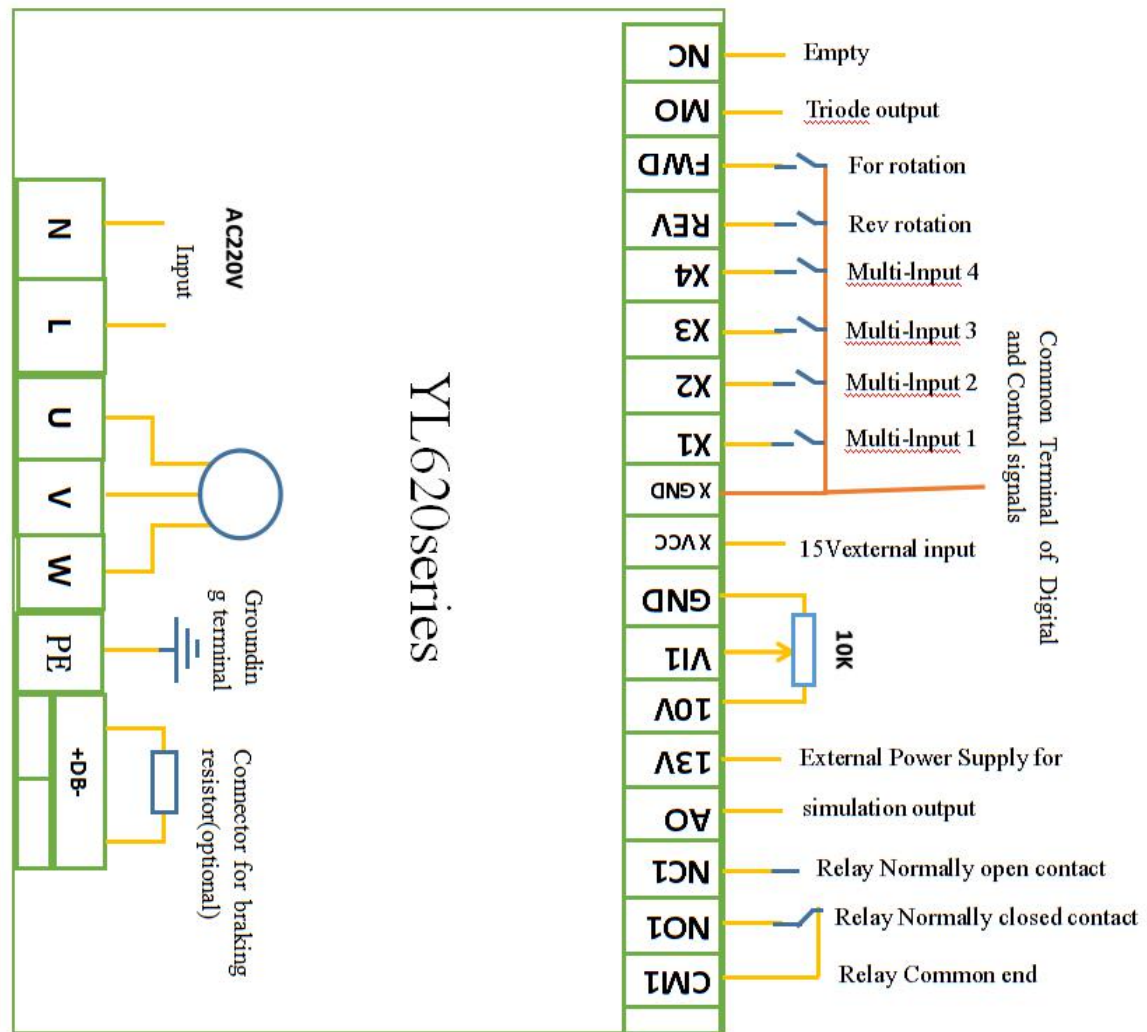 NC
Empty
MO
Triode output
FWD
For rotation
REV
Rev rotation
X4
Multi-Input 4
X3
Multi-Input 3
X2
Multi-Input 2
X1
Multi-Input 1
X GND
Common Terminal of Digital
and Control signals
X VCC
15Vexternal input
GND
VI1
10K
10V
13V
External Power Supply for
AO
simulation output
NC1
Relay Normally open contact
NO1
Relay Normally closed contact
CM1
Relay Common end
YL620series
N
L
AC220V
Input
U
V
W
PE
Groundin
g terminal
+DB-
Connector for braking
resistor(optional)